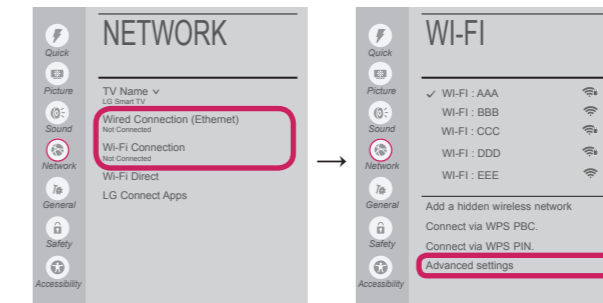 NETWORK
Quick
Picture
Sound
Network
General
Safety
Accessibility
TV Name
LG Smart TV
Wired Connection (Ethernet)
Not Connected
Wi-Fi Connection
Not Connected
Wi-Fi Direct
LG Connect Apps
→
WI-FI
Quick
Picture
Sound
Network
General
Safety
Accessibility
✓ WI-FI : AAA
WI-FI : BBB
WI-FI : CCC
WI-FI : DDD
WI-FI : EEE
Add a hidden wireless network
Connect via WPS PBC.
Connect via WPS PIN.
Advanced settings